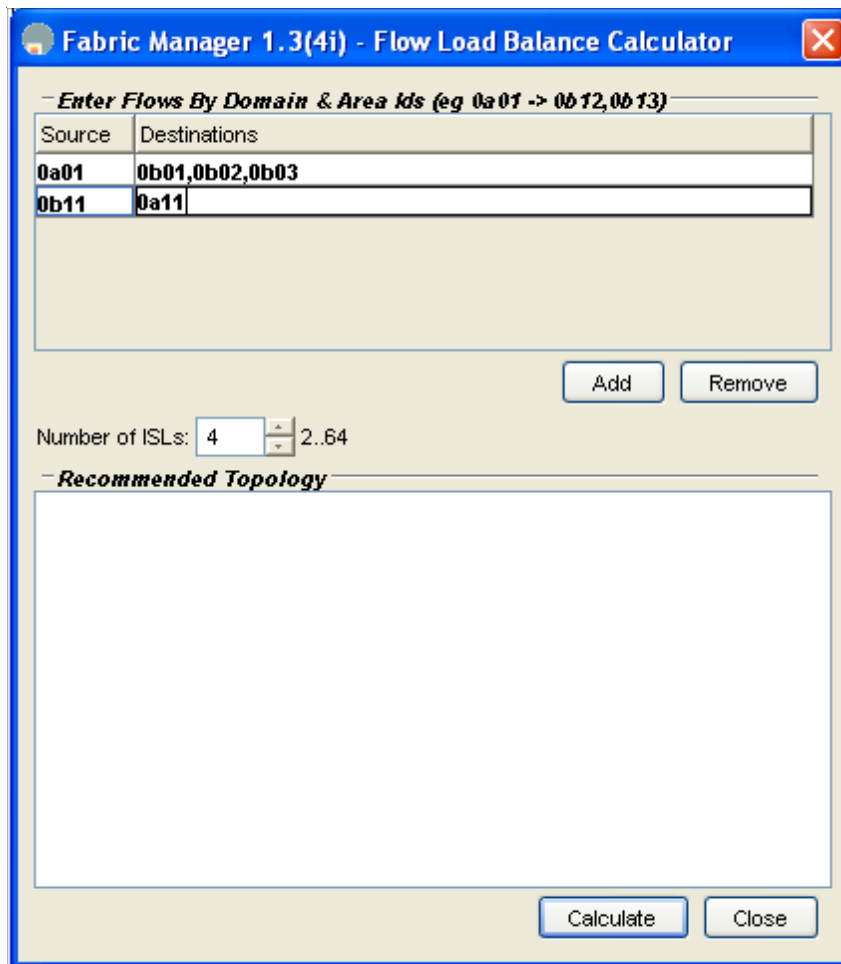 Fabric Manager 1.3(4i) - Flow Load Balance Calculator
Enter Flows By Domain & Area Ids (eg 0a01 -> 0b12,0b13)
Source Destinations
0a01 0b01,0b02,0b03
0b11 0a11
Add Remove
Number of ISLs: 4 2..64
Recommended Topology
Calculate Close